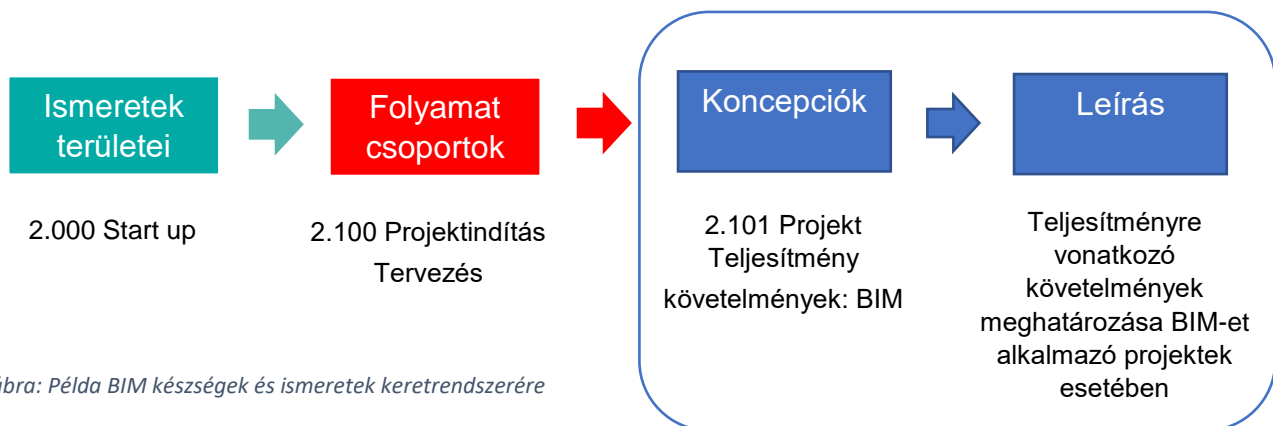 Ismeretek
területei
Folyamat
csoportok
Koncepciók
Leírás
2.000 Start up
2.100 Projektindítás
Tervezés
2.101 Projekt
Teljesítmény
követelmények: BIM
Teljesítményre
vonatkozó
követelmények
meghatározása BIM-et
alkalmazó projektek
esetében
ábra: Példa BIM készségek és ismeretek keretrendszerére